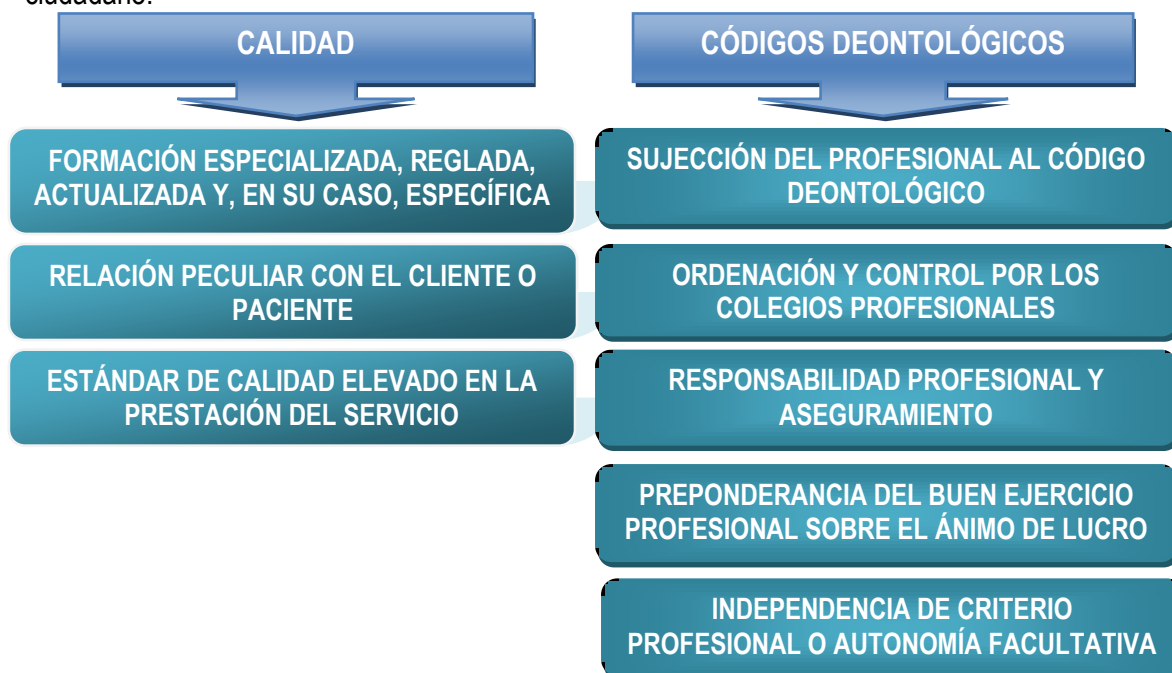 ciudadano.
CALIDAD
FORMACIÓN ESPECIALIZADA, REGLADA,
ACTUALIZADA Y, EN SU CASO, ESPECÍFICA
RELACIÓN PECULIAR CON EL CLIENTE O
PACIENTE
ESTÁNDAR DE CALIDAD ELEVADO EN LA
PRESTACIÓN DEL SERVICIO
CÓDIGOS DEONTOLÓGICOS
SUJECCIÓN DEL PROFESIONAL AL CÓDIGO
DEONTOLÓGICO
ORDENACIÓN Y CONTROL POR LOS
COLEGIOS PROFESIONALES
RESPONSABILIDAD PROFESIONAL Y
ASEGURAMIENTO
PREPONDERANCIA DEL BUEN EJERCICIO
PROFESIONAL SOBRE EL ÁNIMO DE LUCRO
INDEPENDENCIA DE CRITERIO
PROFESIONAL O AUTONOMÍA FACULTATIVA